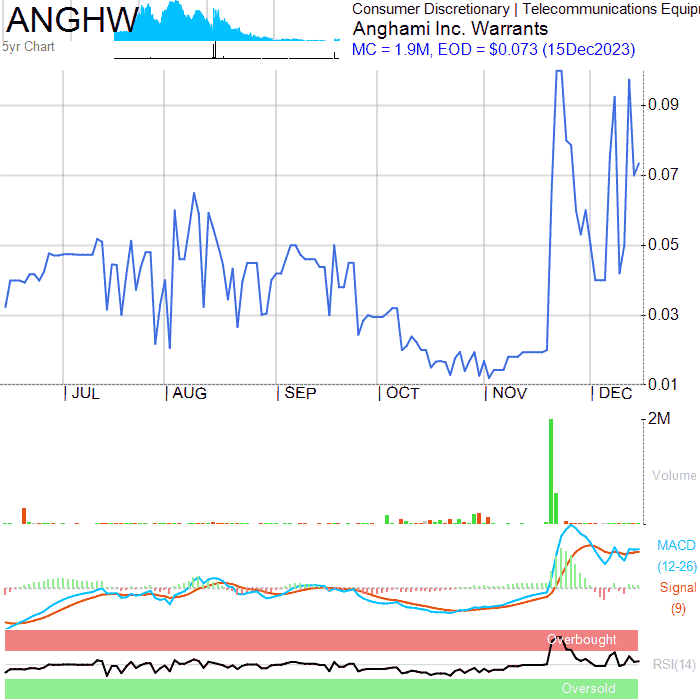 ANGHW
5yr Chart
Consumer Discretionary | Telecommunications Equip
Anghami Inc. Warrants
MC = 1.9M, EOD = $0.073 (15Dec2023)
0.09
0.07
0.05
0.03
0.01
| JUL | AUG | SEP | OCT | NOV | DEC
2M
Volume
MACD
(12-26)
Signal
(9)
Overbought
RSI(14)
Oversold